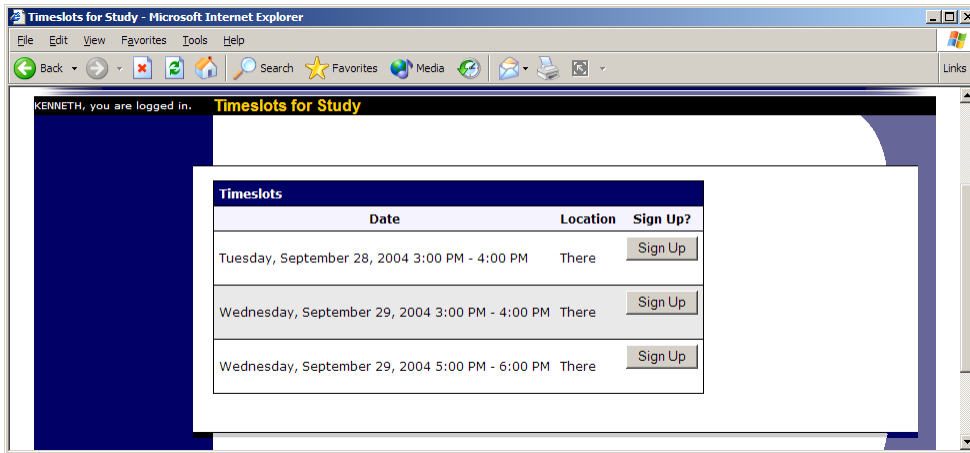 Timeslots for Study - Microsoft Internet Explorer
File Edit View Favorites Tools Help
Back Search Favorites Media Links
KENNETH, you are logged in. Timeslots for Study
Timeslots
Date Location Sign Up?
Tuesday, September 28, 2004 3:00 PM - 4:00 PM There Sign Up
Wednesday, September 29, 2004 3:00 PM - 4:00 PM There Sign Up
Wednesday, September 29, 2004 5:00 PM - 6:00 PM There Sign Up